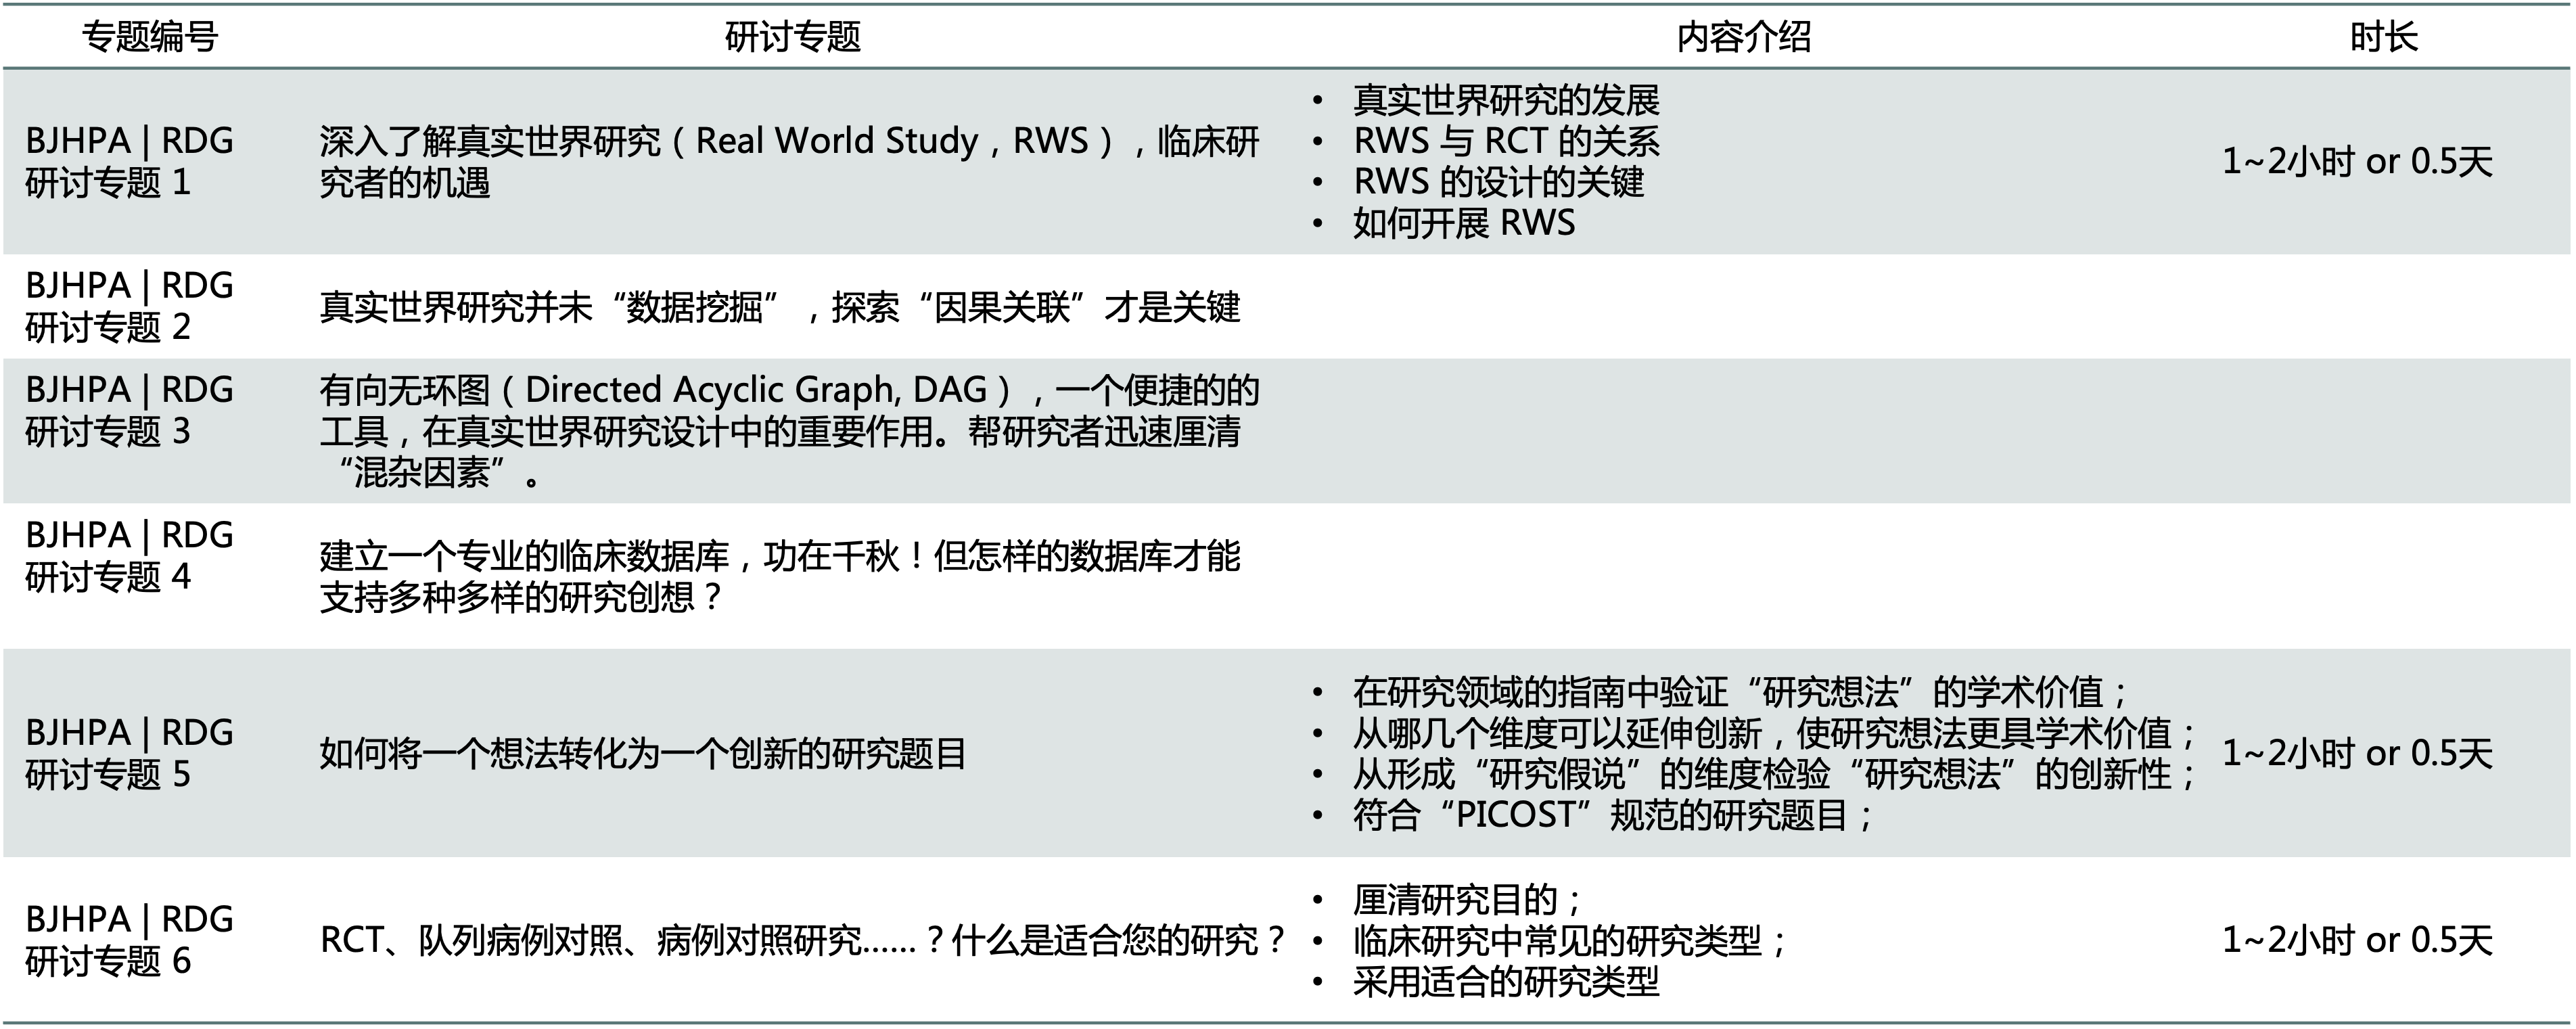 专题编号 研讨专题 内容介绍 时长
BJHPA | RDG
研讨专题 1
深入了解真实世界研究（Real World Study，RWS），临床研
究者的机遇
• 真实世界研究的发展
• RWS 与 RCT 的关系
• RWS 的设计的关键
• 如何开展 RWS
1~2小时 or 0.5天
BJHPA | RDG
研讨专题 2
真实世界研究并未“数据挖掘”，探索“因果关联”才是关键
BJHPA | RDG
研讨专题 3
有向无环图（Directed Acyclic Graph, DAG），一个便捷的的
工具，在真实世界研究设计中的重要作用。帮研究者迅速厘清
“混杂因素”。
BJHPA | RDG
研讨专题 4
建立一个专业的临床数据库，功在千秋！但怎样的数据库才能
支持多种多样的研究创想？
BJHPA | RDG
研讨专题 5
如何将一个想法转化为一个创新的研究题目
• 在研究领域的指南中验证“研究想法”的学术价值；
• 从哪几个维度可以延伸创新，使研究想法更具学术价值；
• 从形成“研究假说”的维度检验“研究想法”的创新性；
• 符合“PICOST”规范的研究题目；
1~2小时 or 0.5天
BJHPA | RDG
研讨专题 6
RCT、队列病例对照、病例对照研究......？什么是适合您的研究？
• 厘清研究目的；
• 临床研究中常见的研究类型；
• 采用适合的研究类型
1~2小时 or 0.5天